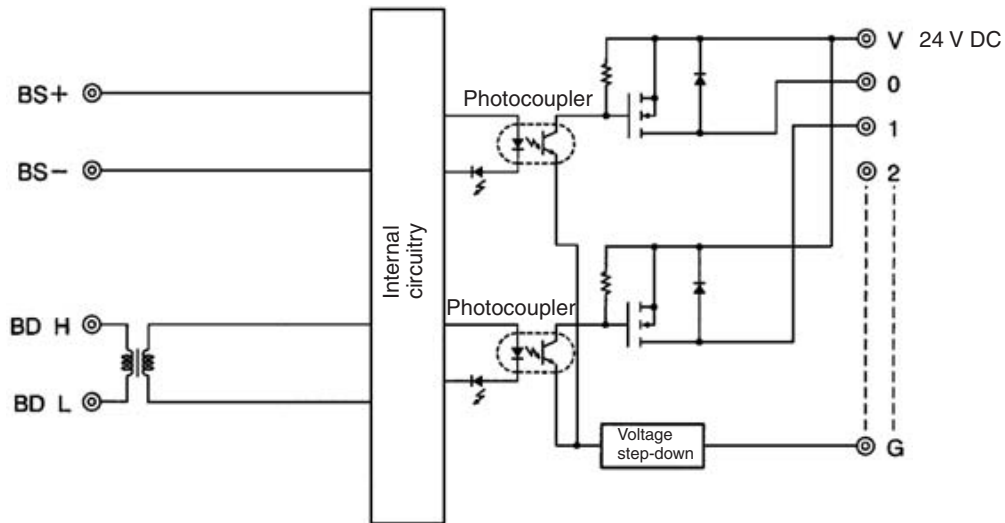 V 24 V DC
BS+
0
Photocoupler
1
BS−
2
Internal
circuitry
Photocoupler
BD H
BD L
Voltage
step-down
G